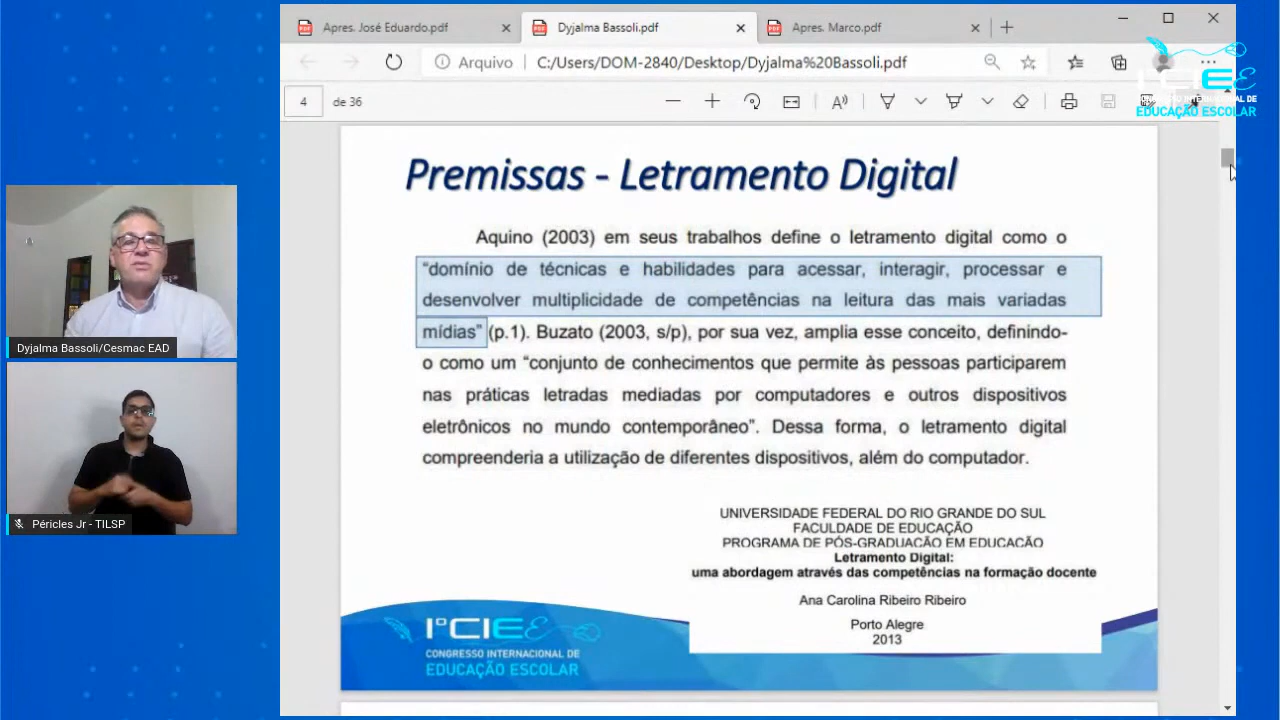 Apres. José Eduardo.pdf
Dyjalma Bassoli.pdf
Apres. Marco.pdf
Arquivo
C:/Users/DOM-2840/Desktop/Dyjalma%20Bassoli.pdf
4 de 36
CIEE
CONGRESSO INTERNACIONAL DE
EDUCAÇÃO ESCOLAR
Premissas - Letramento Digital
Aquino (2003) em seus trabalhos define o letramento digital como o
“domínio de técnicas e habilidades para acessar, interagir, processar e
desenvolver multiplicidade de competências na leitura das mais variadas
mídias” (p.1). Buzato (2003, s/p), por sua vez, amplia esse conceito, definindo-
o como um “conjunto de conhecimentos que permite às pessoas participarem
nas práticas letradas mediadas por computadores e outros dispositivos
eletrônicos no mundo contemporâneo”. Dessa forma, o letramento digital
compreenderia a utilização de diferentes dispositivos, além do computador.
UNIVERSIDADE FEDERAL DO RIO GRANDE DO SUL
FACULDADE DE EDUCAÇÃO
PROGRAMA DE PÓS-GRADUAÇÃO EM EDUCAÇÃO
Letramento Digital:
uma abordagem através das competências na formação docente
Ana Carolina Ribeiro Ribeiro
Porto Alegre
2013
1º CIEE
CONGRESSO INTERNACIONAL DE
EDUCAÇÃO ESCOLAR
Dyjalma Bassoli/Cesmac EAD
Péricles Jr - TILSP